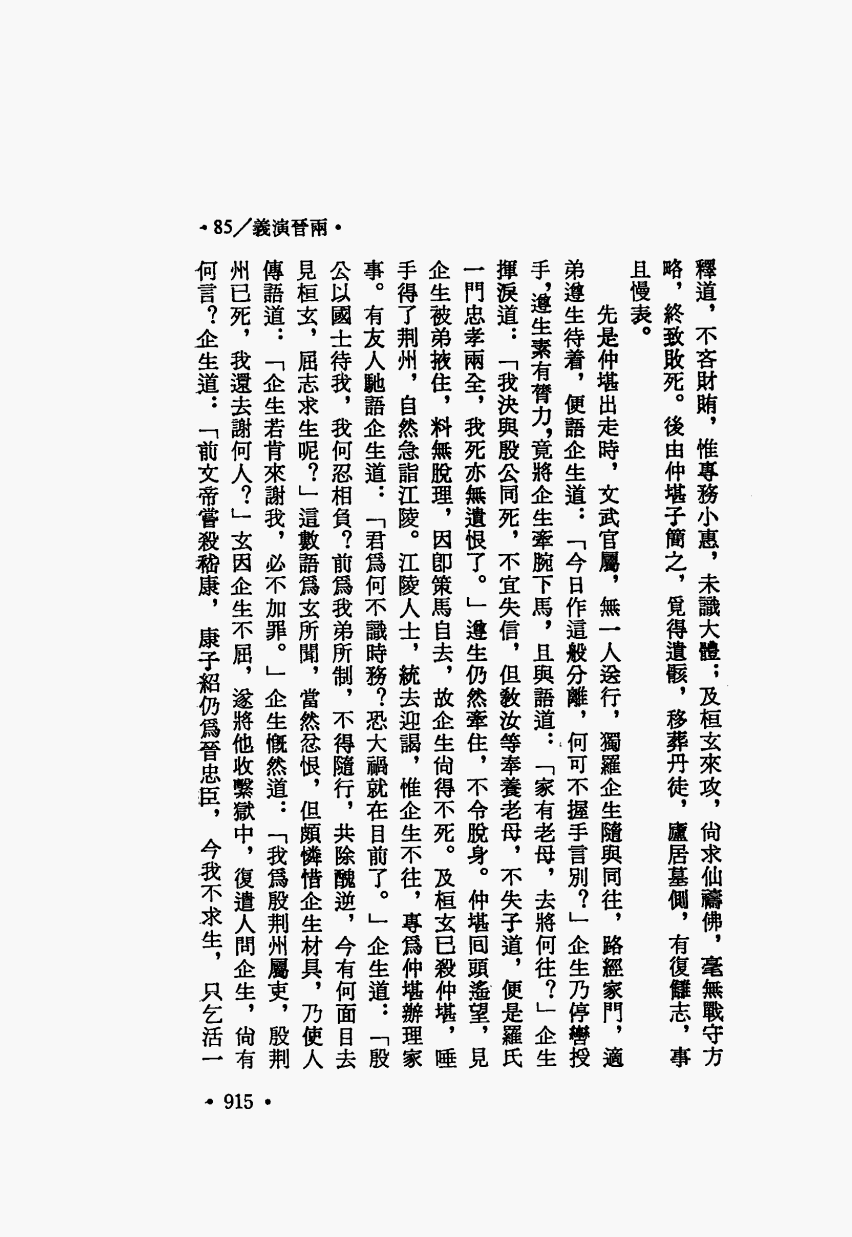 •85／義演晉兩•
釋道，不吝財賄，惟專務小惠，未識大體；及桓玄來攻，尙求仙禱佛，毫無戰守方
略，終致敗死。後由仲堪子簡之，覓得遺骸，移葬丹徒，廬居墓側，有復讎志，事
且慢表。
先是仲堪出走時，文武官屬，無一人送行，獨羅企生隨與同往，路經家門，適
弟遵生待着，便語企生道：「今日作這般分離，何可不握手言別？」企生乃停轡授
手，遵生素有膂力，竟將企生牽腕下馬，且與語道：「家有老母，去將何往？」企生
揮淚道：「我決與殷公同死，不宜失信，但敎汝等奉養老母，不失子道，便是羅氏
一門忠孝兩全，我死亦無遺恨了。」遵生仍然牽住，不令脫身。仲堪回頭遙望，見
企生被弟掖住，料無脫理，因卽策馬自去，故企生尙得不死。及桓玄已殺仲堪，唾
手得了荆州，自然急詣江陵。江陵人士，統去迎謁，惟企生不往，專爲仲堪辦理家
事。有友人馳語企生道：「君爲何不識時務？恐大禍就在目前了。」企生道：「殷
公以國士待我，我何忍相負？前爲我弟所制，不得隨行，共除醜逆，今有何面目去
見桓玄，屈志求生呢？」這數語爲玄所聞，當然忿恨，但頗憐惜企生材具，乃使人
傳語道：「企生若肯來謝我，必不加罪。」企生慨然道：「我爲殷荆州屬吏，殷荆
州已死，我還去謝何人？」玄因企生不屈，遂將他收繫獄中，復遣人問企生，尙有
何言？企生道：「前文帝嘗殺嵇康，康子紹仍爲晉忠臣，今我不求生，只乞活一
•915•